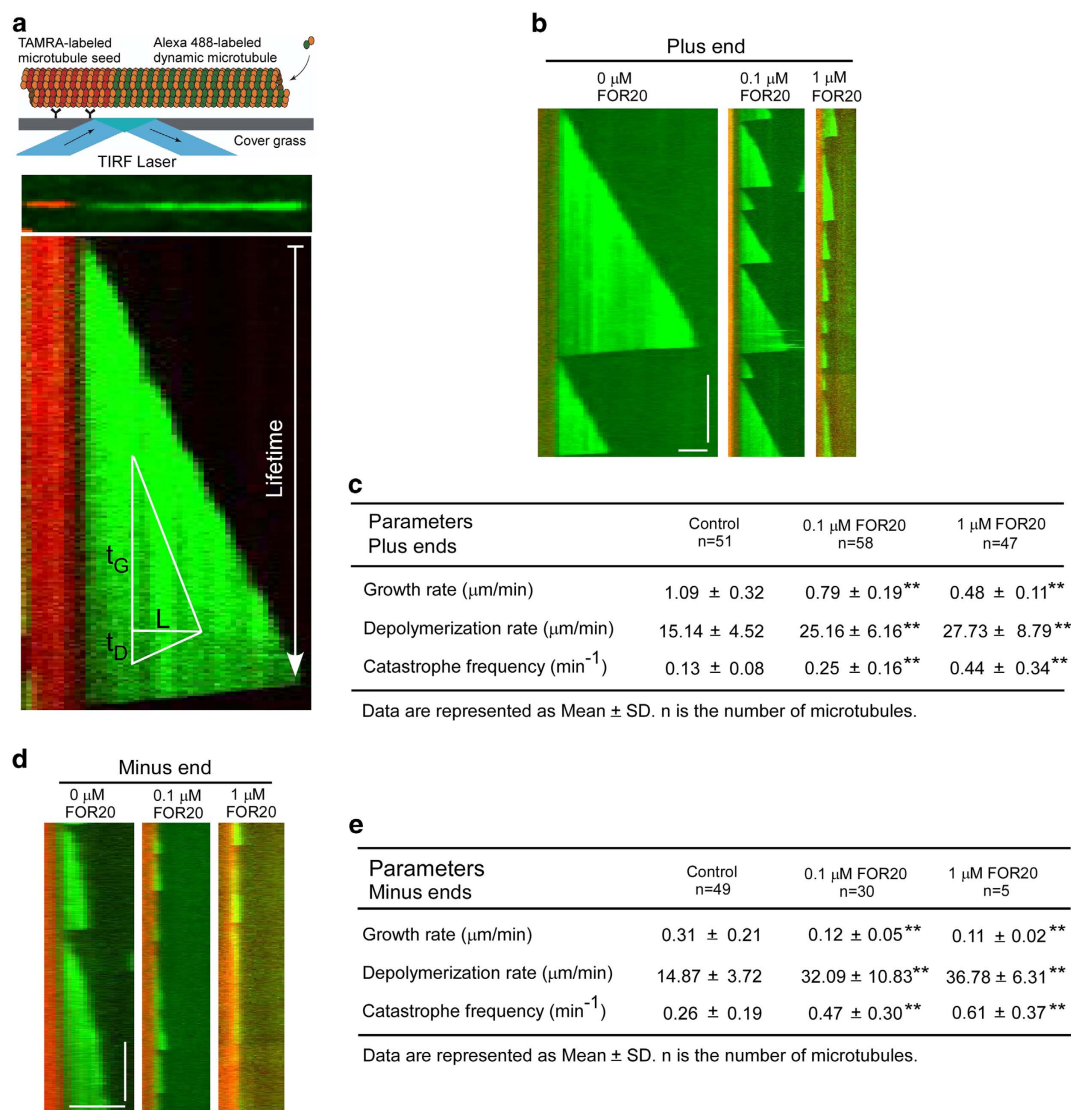 a
TAMRA-labeled
microtubule seed
Alexa 488-labeled
dynamic microtubule
Cover grass
TIRF Laser
Lifetime
tG
L
tD
b
Plus end
0 μM
FOR20
0.1 μM
FOR20
1 μM
FOR20
c
Parameters
Plus ends
Control
n=51
0.1 μM FOR20
n=58
1 μM FOR20
n=47
Growth rate (μm/min) 1.09 ± 0.32 0.79 ± 0.19** 0.48 ± 0.11**
Depolymerization rate (μm/min) 15.14 ± 4.52 25.16 ± 6.16** 27.73 ± 8.79**
Catastrophe frequency (min-1) 0.13 ± 0.08 0.25 ± 0.16** 0.44 ± 0.34**
Data are represented as Mean ± SD. n is the number of microtubules.
d
Minus end
0 μM
FOR20
0.1 μM
FOR20
1 μM
FOR20
e
Parameters
Minus ends
Control
n=49
0.1 μM FOR20
n=30
1 μM FOR20
n=5
Growth rate (μm/min) 0.31 ± 0.21 0.12 ± 0.05** 0.11 ± 0.02**
Depolymerization rate (μm/min) 14.87 ± 3.72 32.09 ± 10.83** 36.78 ± 6.31**
Catastrophe frequency (min-1) 0.26 ± 0.19 0.47 ± 0.30** 0.61 ± 0.37**
Data are represented as Mean ± SD. n is the number of microtubules.